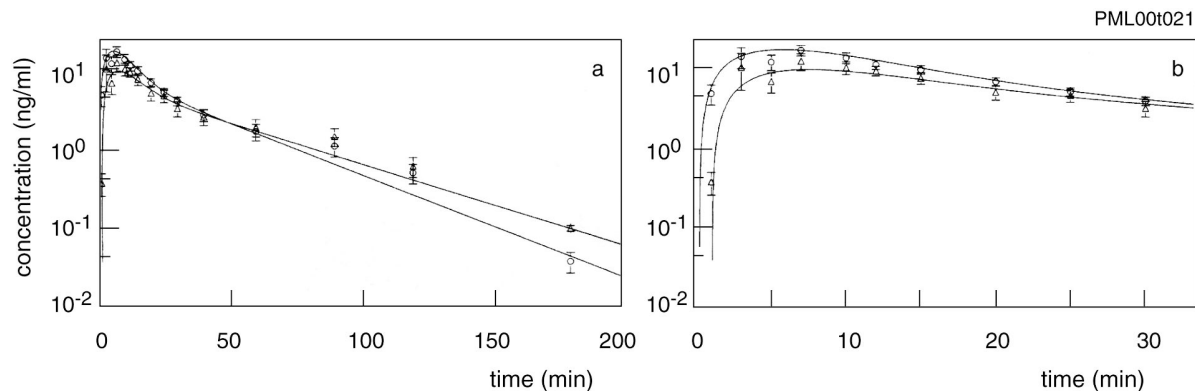 PML00t021
concentration (ng/ml)
10¹
10⁰
10⁻¹
10⁻²
a
0 50 100 150 200
time (min)
10¹
10⁰
10⁻¹
10⁻²
b
0 10 20 30
time (min)